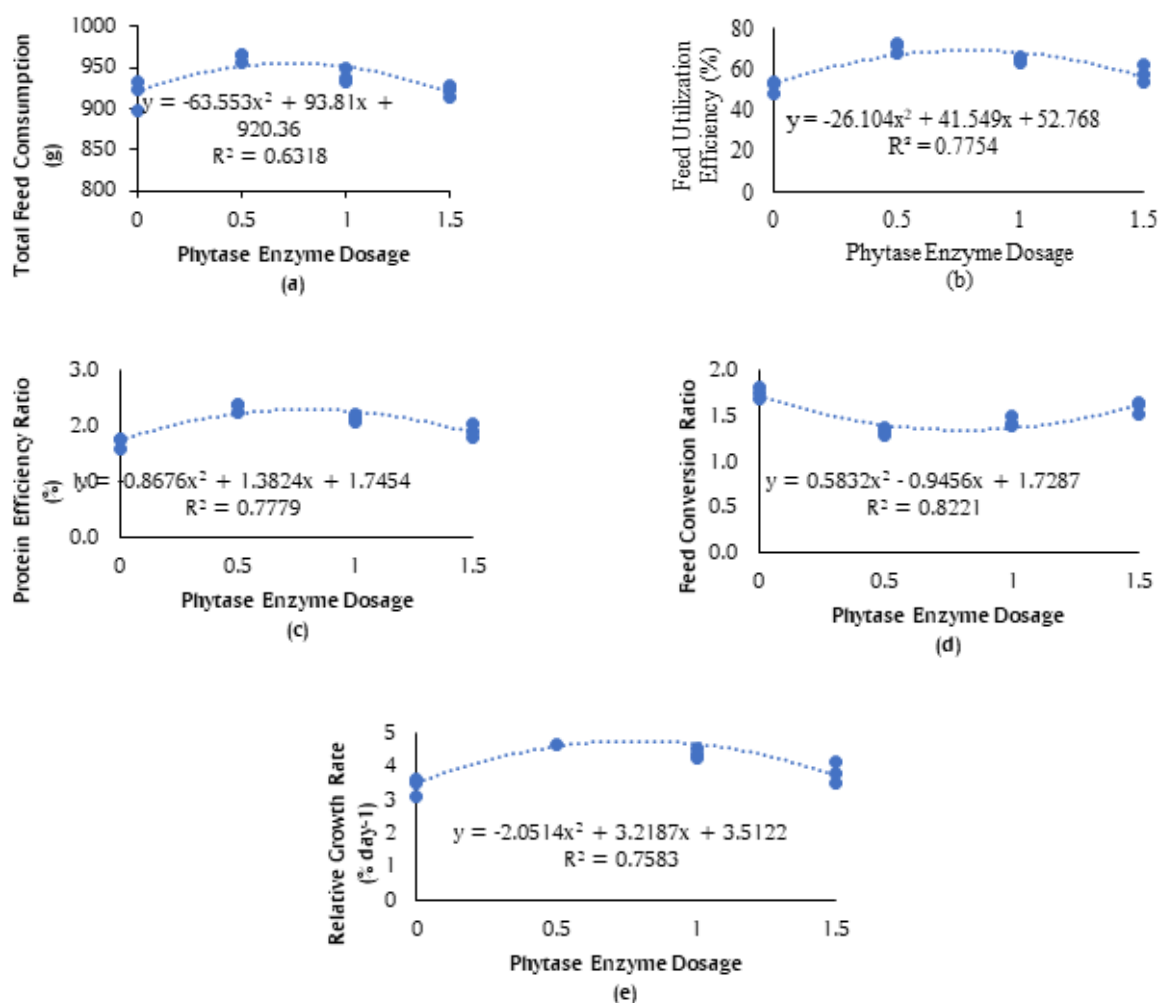 1000
950
900
850
800
Total Feed Comsumption
(g)
y = -63.553x² + 93.81x +
920.36
R² = 0.6318
0 0.5 1 1.5
Phytase Enzyme Dosage
(a)
80
60
40
20
0
Feed Utilization
Efficiency (%)
y = -26.104x² + 41.549x + 52.768
R² = 0.7754
0 0.5 1 1.5
Phytase Enzyme Dosage
(b)
3.0
2.0
1.0
0.0
Protein Efficiency Ratio
(%)
y = -0.8676x² + 1.3824x + 1.7454
R² = 0.7779
0 0.5 1 1.5
Phytase Enzyme Dosage
(c)
2.0
1.5
1.0
0.5
0.0
Feed Conversion Ratio
y = 0.5832x² - 0.9456x + 1.7287
R² = 0.8221
0 0.5 1 1.5
Phytase Enzyme Dosage
(d)
5
4
3
2
1
0
Relative Growth Rate
(% day-1)
y = -2.0514x² + 3.2187x + 3.5122
R² = 0.7583
0 0.5 1 1.5
Phytase Enzyme Dosage
(e)